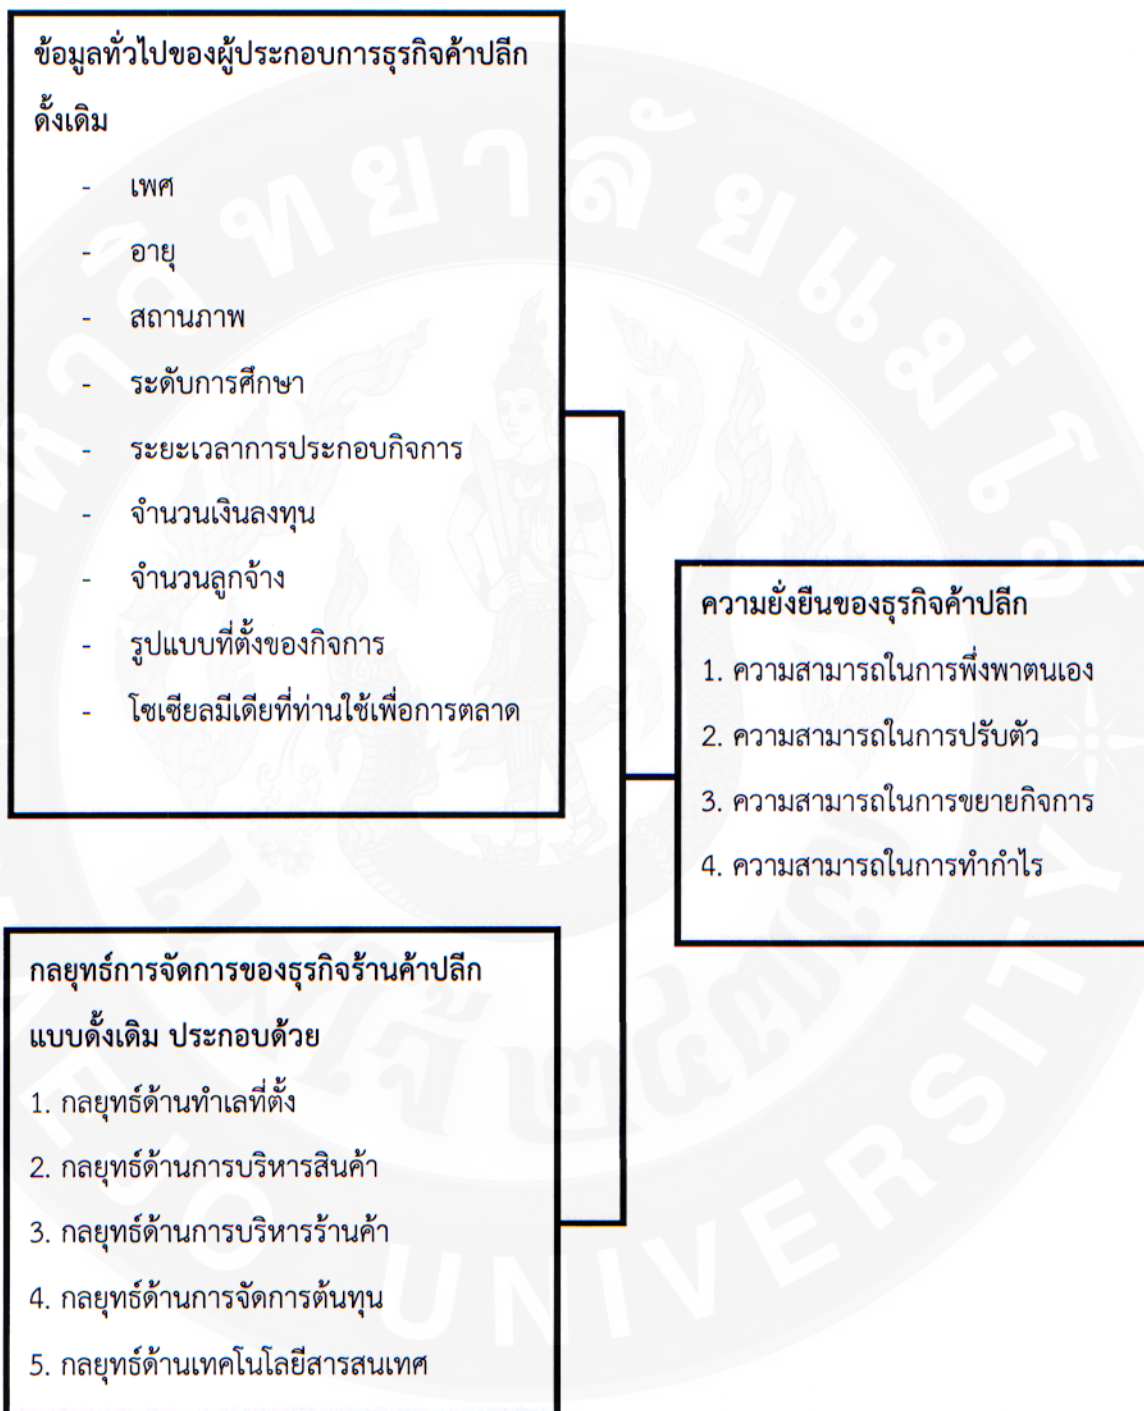 ข้อมูลทั่วไปของผู้ประกอบการธุรกิจค้าปลีก
ดั้งเดิม
- เพศ
- อายุ
- สถานภาพ
- ระดับการศึกษา
- ระยะเวลาการประกอบกิจการ
- จำนวนเงินลงทุน
- จำนวนลูกจ้าง
- รูปแบบที่ตั้งของกิจการ
- โซเชียลมีเดียที่ท่านใช้เพื่อการตลาด
ความยั่งยืนของธุรกิจค้าปลีก
1. ความสามารถในการพึ่งพาตนเอง
2. ความสามารถในการปรับตัว
3. ความสามารถในการขยายกิจการ
4. ความสามารถในการทำกำไร
กลยุทธ์การจัดการของธุรกิจร้านค้าปลีก
แบบดั้งเดิม ประกอบด้วย
1. กลยุทธ์ด้านทำเลที่ตั้ง
2. กลยุทธ์ด้านการบริหารสินค้า
3. กลยุทธ์ด้านการบริหารร้านค้า
4. กลยุทธ์ด้านการจัดการต้นทุน
5. กลยุทธ์ด้านเทคโนโลยีสารสนเทศ
มหาวิทยาลัยแม่โจ้
UNIVERSITY